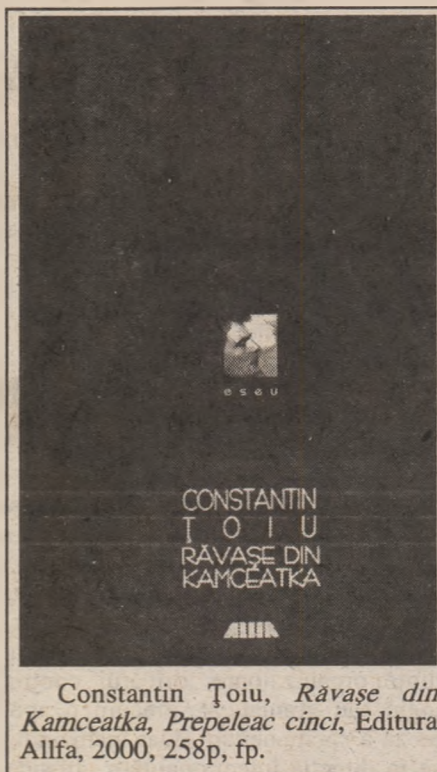 eseu
CONSTANTIN
ŢOIU
RĂVAŞE DIN
KAMCEATKA
ALLFA
Constantin Ţoiu, Răvaşe din
Kamceatka, Prepeleac cinci, Editura
Allfa, 2000, 258p, fp.